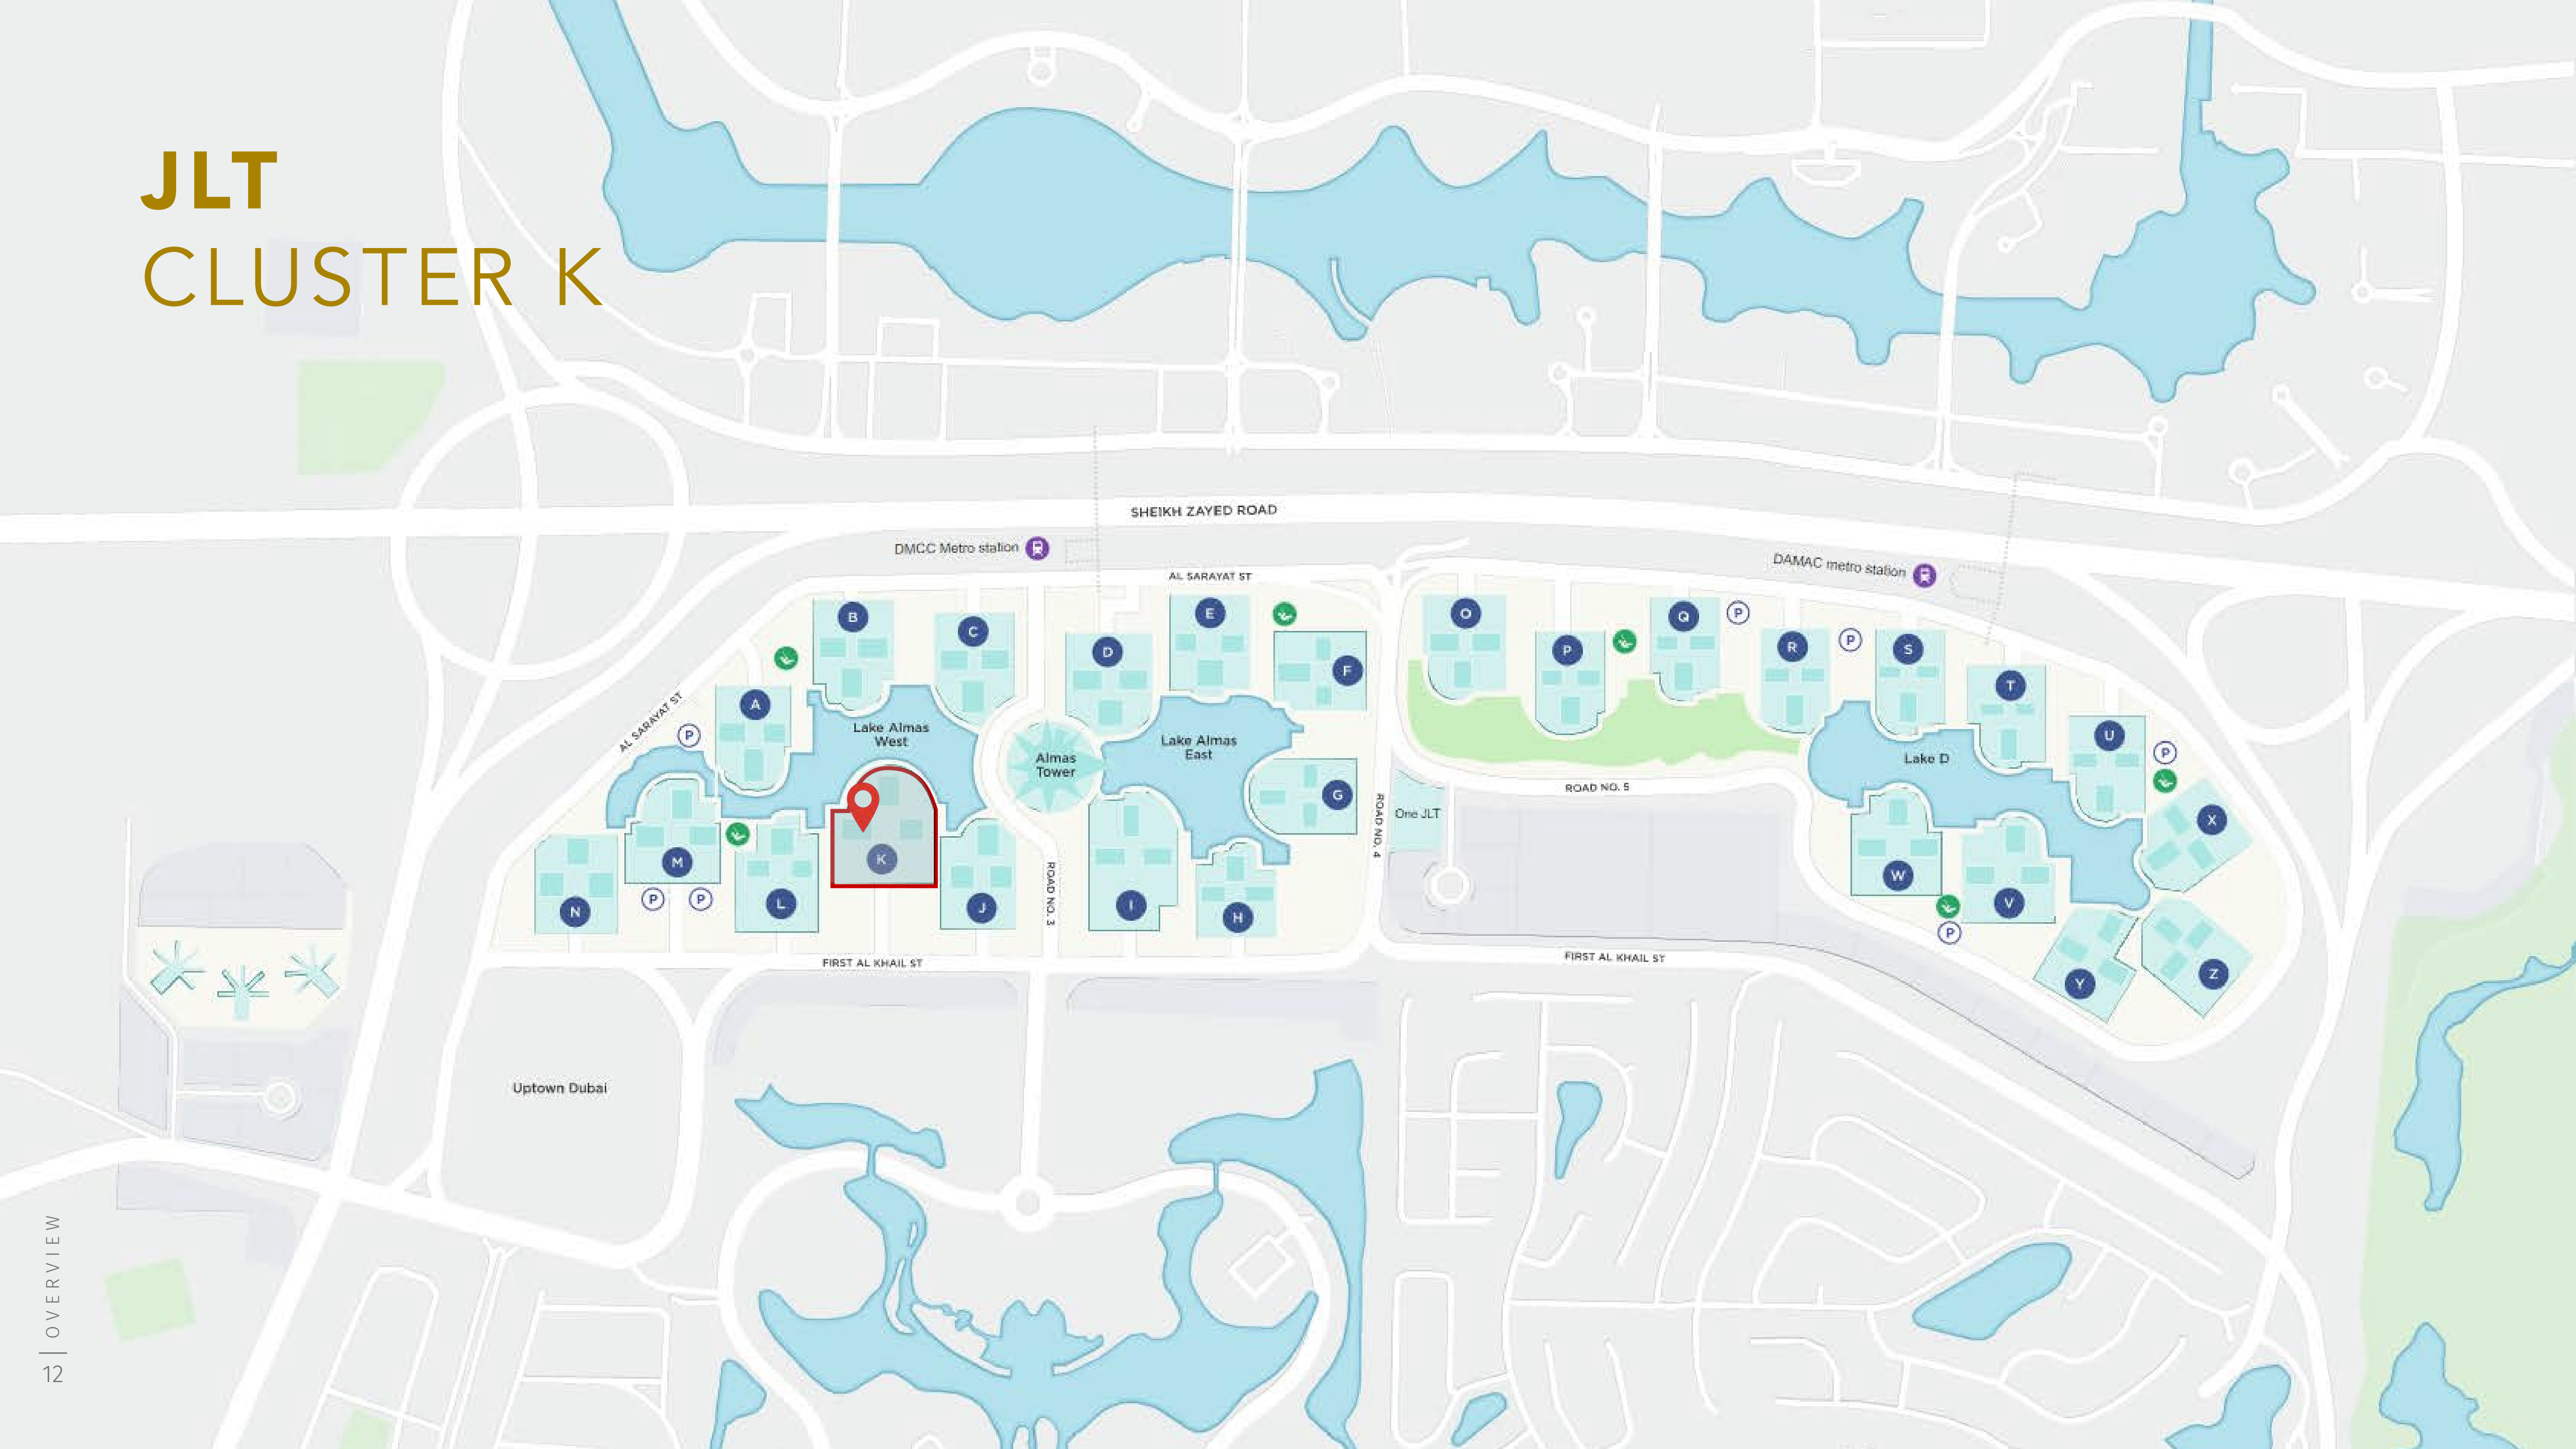 JLT
CLUSTER K
SHEIKH ZAYED ROAD
DMCC Metro station
DAMAC metro station
AL SARAYAT ST
B
C
D
E
F
O
P
Q
P
R
P
S
T
U
P
P
A
AL SARAYAT ST
P
Lake Almas
West
Almas
Tower
Lake Almas
East
Lake D
G
ROAD NO. 5
ROAD NO. 4
One JLT
X
K
M
N
P
P
L
J
ROAD NO. 3
I
H
W
V
P
Y
Z
FIRST AL KHAIL ST
FIRST AL KHAIL ST
Uptown Dubai
OVERVIEW
12